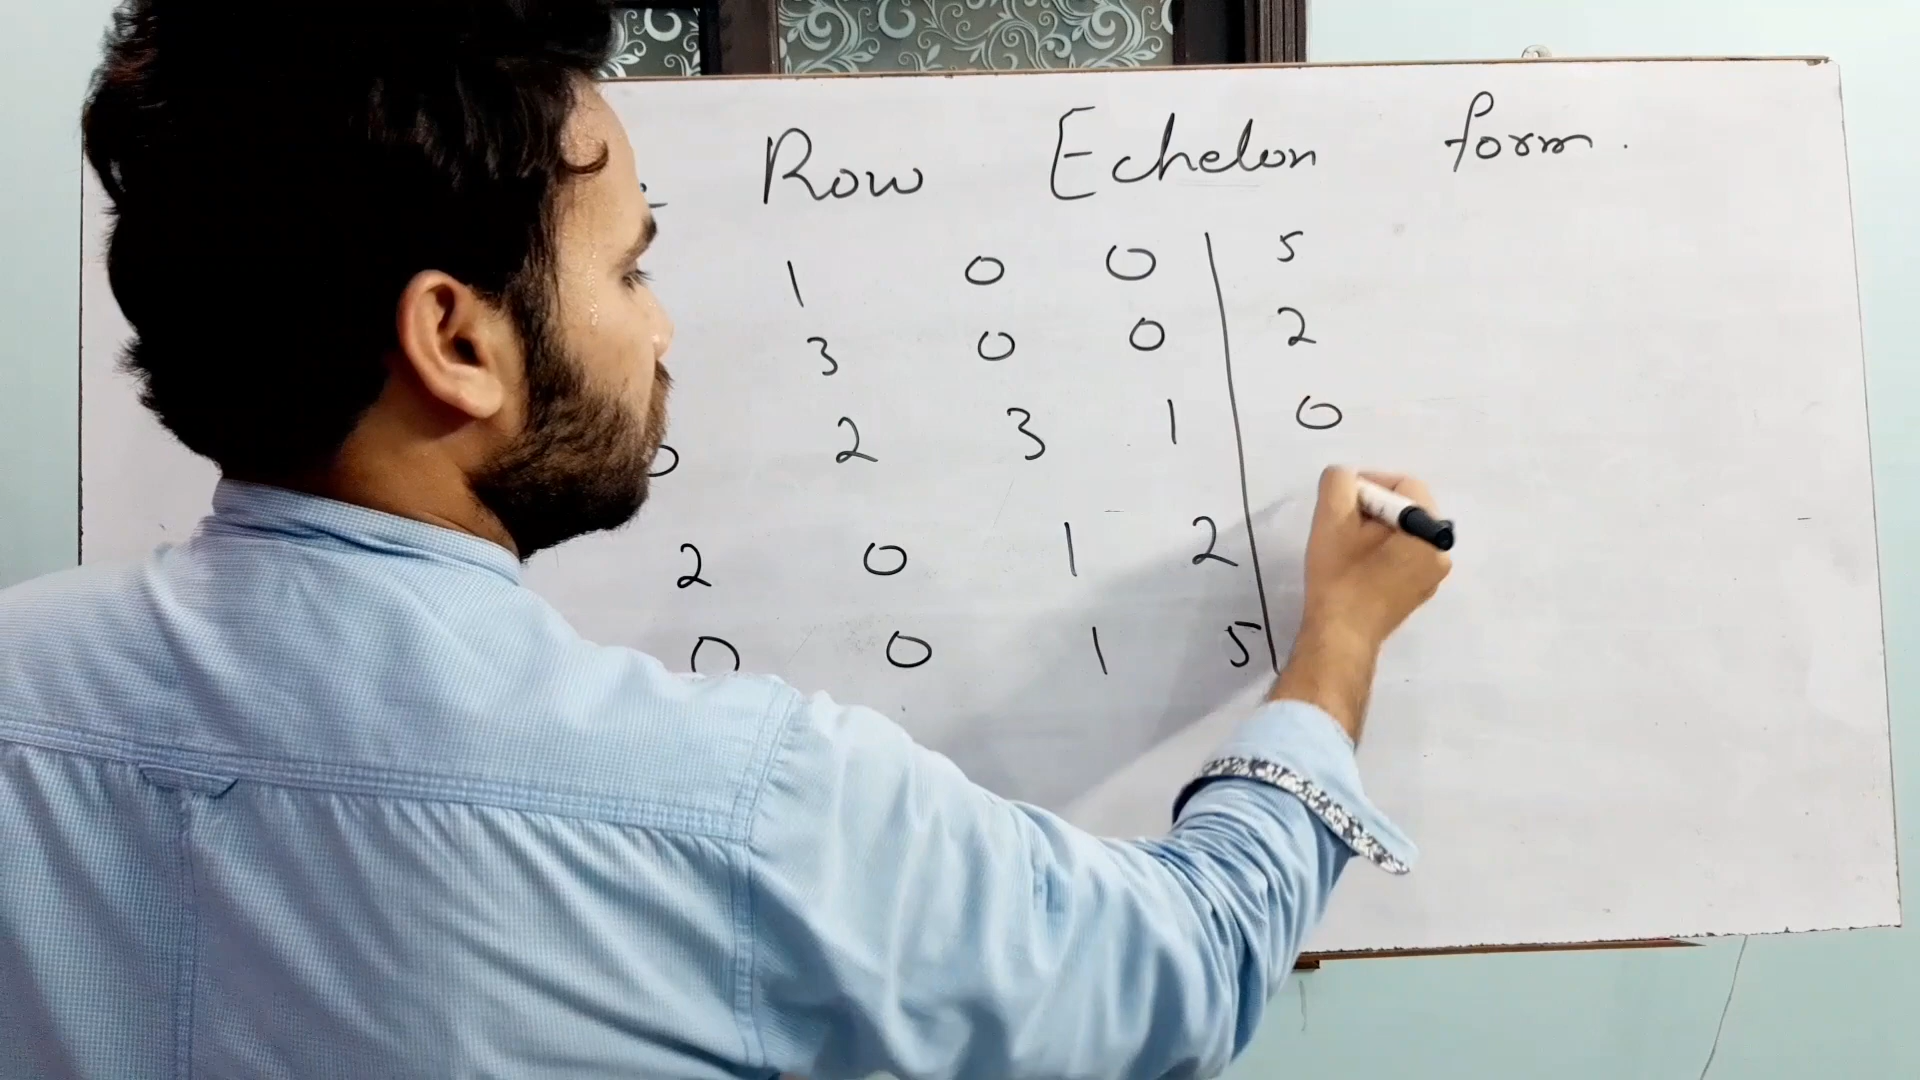 Row Echelon form.
1 0 0 | 5
3 0 0 | 2
0 2 3 1 | 0
2 0 1 2 |
0 0 1 5 |